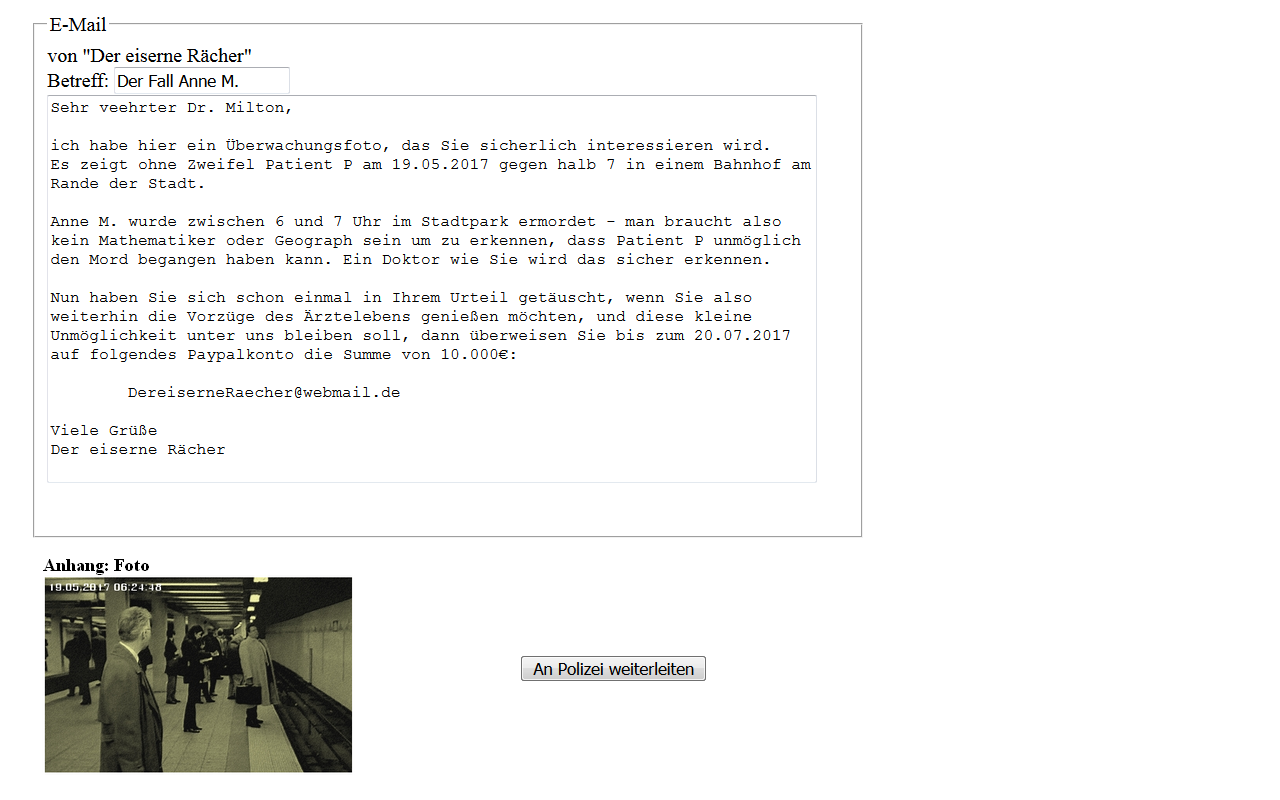 E-Mail
von "Der eiserne Rächer"
Betreff: Der Fall Anne M.
Sehr veehrter Dr. Milton,
ich habe hier ein Überwachungsfoto, das Sie sicherlich interessieren wird.
Es zeigt ohne Zweifel Patient P am 19.05.2017 gegen halb 7 in einem Bahnhof am
Rande der Stadt.
Anne M. wurde zwischen 6 und 7 Uhr im Stadtpark ermordet - man braucht also
kein Mathematiker oder Geograph sein um zu erkennen, dass Patient P unmöglich
den Mord begangen haben kann. Ein Doktor wie Sie wird das sicher erkennen.
Nun haben Sie sich schon einmal in Ihrem Urteil getäuscht, wenn Sie also
weiterhin die Vorzüge des Ärztelebens genießen möchten, und diese kleine
Unmöglichkeit unter uns bleiben soll, dann überweisen Sie bis zum 20.07.2017
auf folgendes Paypalkonto die Summe von 10.000€:
DereiserneRaecher@webmail.de
Viele Grüße
Der eiserne Rächer
Anhang: Foto
19.05.2017 06:24:48
An Polizei weiterleiten